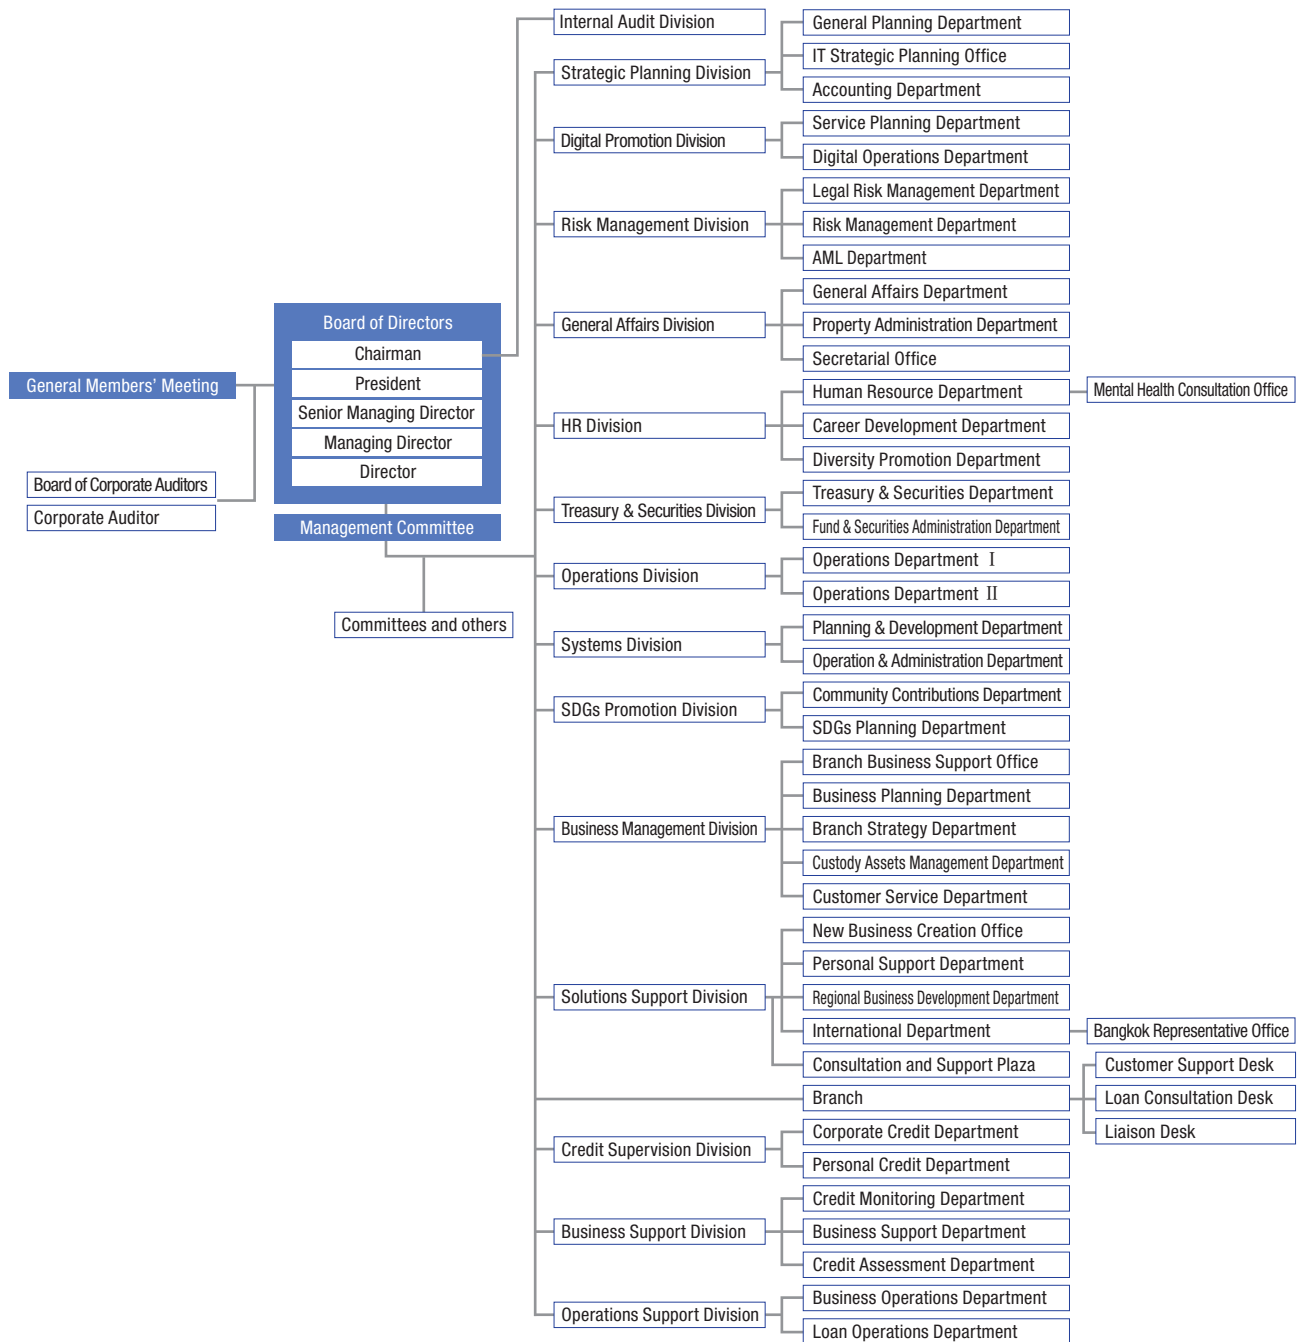 General Members’ Meeting
Board of Corporate Auditors
Corporate Auditor
Board of Directors
Chairman
President
Senior Managing Director
Managing Director
Director
Management Committee
Committees and others
Internal Audit Division
Strategic Planning Division
General Planning Department
IT Strategic Planning Office
Accounting Department
Digital Promotion Division
Service Planning Department
Digital Operations Department
Risk Management Division
Legal Risk Management Department
Risk Management Department
AML Department
General Affairs Division
General Affairs Department
Property Administration Department
Secretarial Office
HR Division
Human Resource Department
Mental Health Consultation Office
Career Development Department
Diversity Promotion Department
Treasury & Securities Division
Treasury & Securities Department
Fund & Securities Administration Department
Operations Division
Operations Department Ⅰ
Operations Department Ⅱ
Systems Division
Planning & Development Department
Operation & Administration Department
SDGs Promotion Division
Community Contributions Department
SDGs Planning Department
Business Management Division
Branch Business Support Office
Business Planning Department
Branch Strategy Department
Custody Assets Management Department
Customer Service Department
Solutions Support Division
New Business Creation Office
Personal Support Department
Regional Business Development Department
International Department
Bangkok Representative Office
Consultation and Support Plaza
Branch
Customer Support Desk
Loan Consultation Desk
Liaison Desk
Credit Supervision Division
Corporate Credit Department
Personal Credit Department
Business Support Division
Credit Monitoring Department
Business Support Department
Credit Assessment Department
Operations Support Division
Business Operations Department
Loan Operations Department